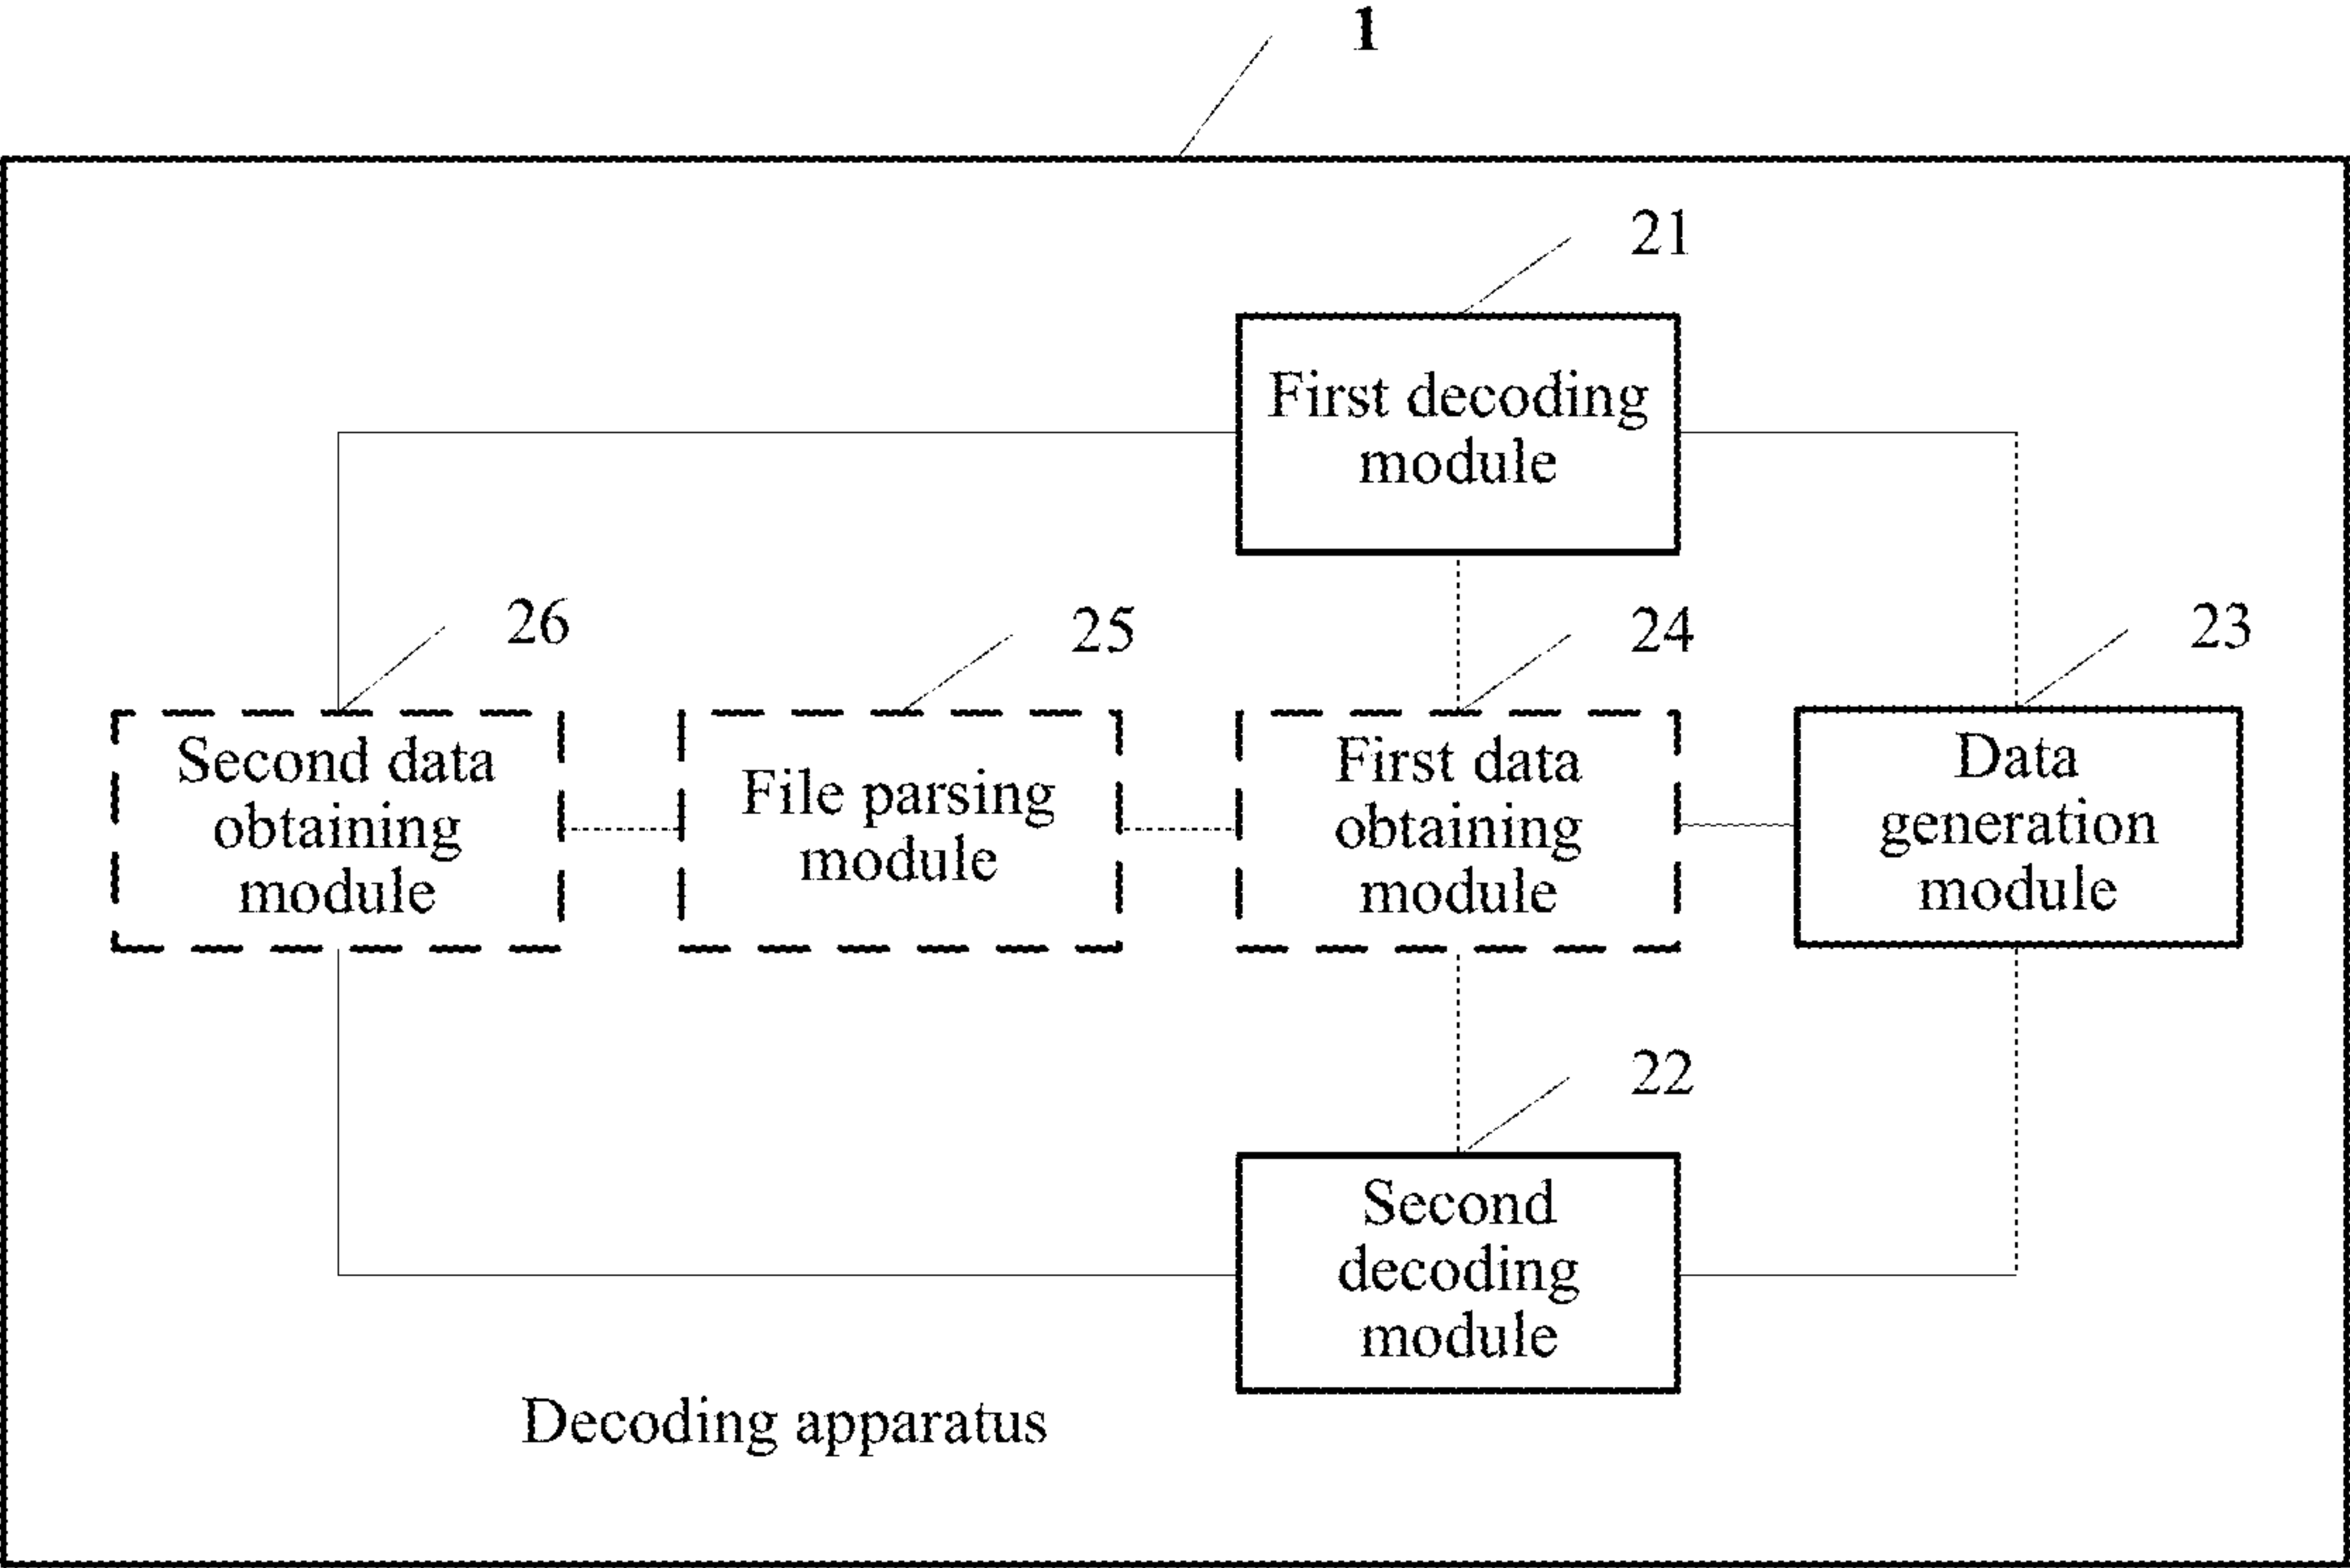 1
21
First decoding
module
26
25
24
23
Second data
obtaining
module
File parsing
module
First data
obtaining
module
Data
generation
module
22
Second
decoding
module
Decoding apparatus